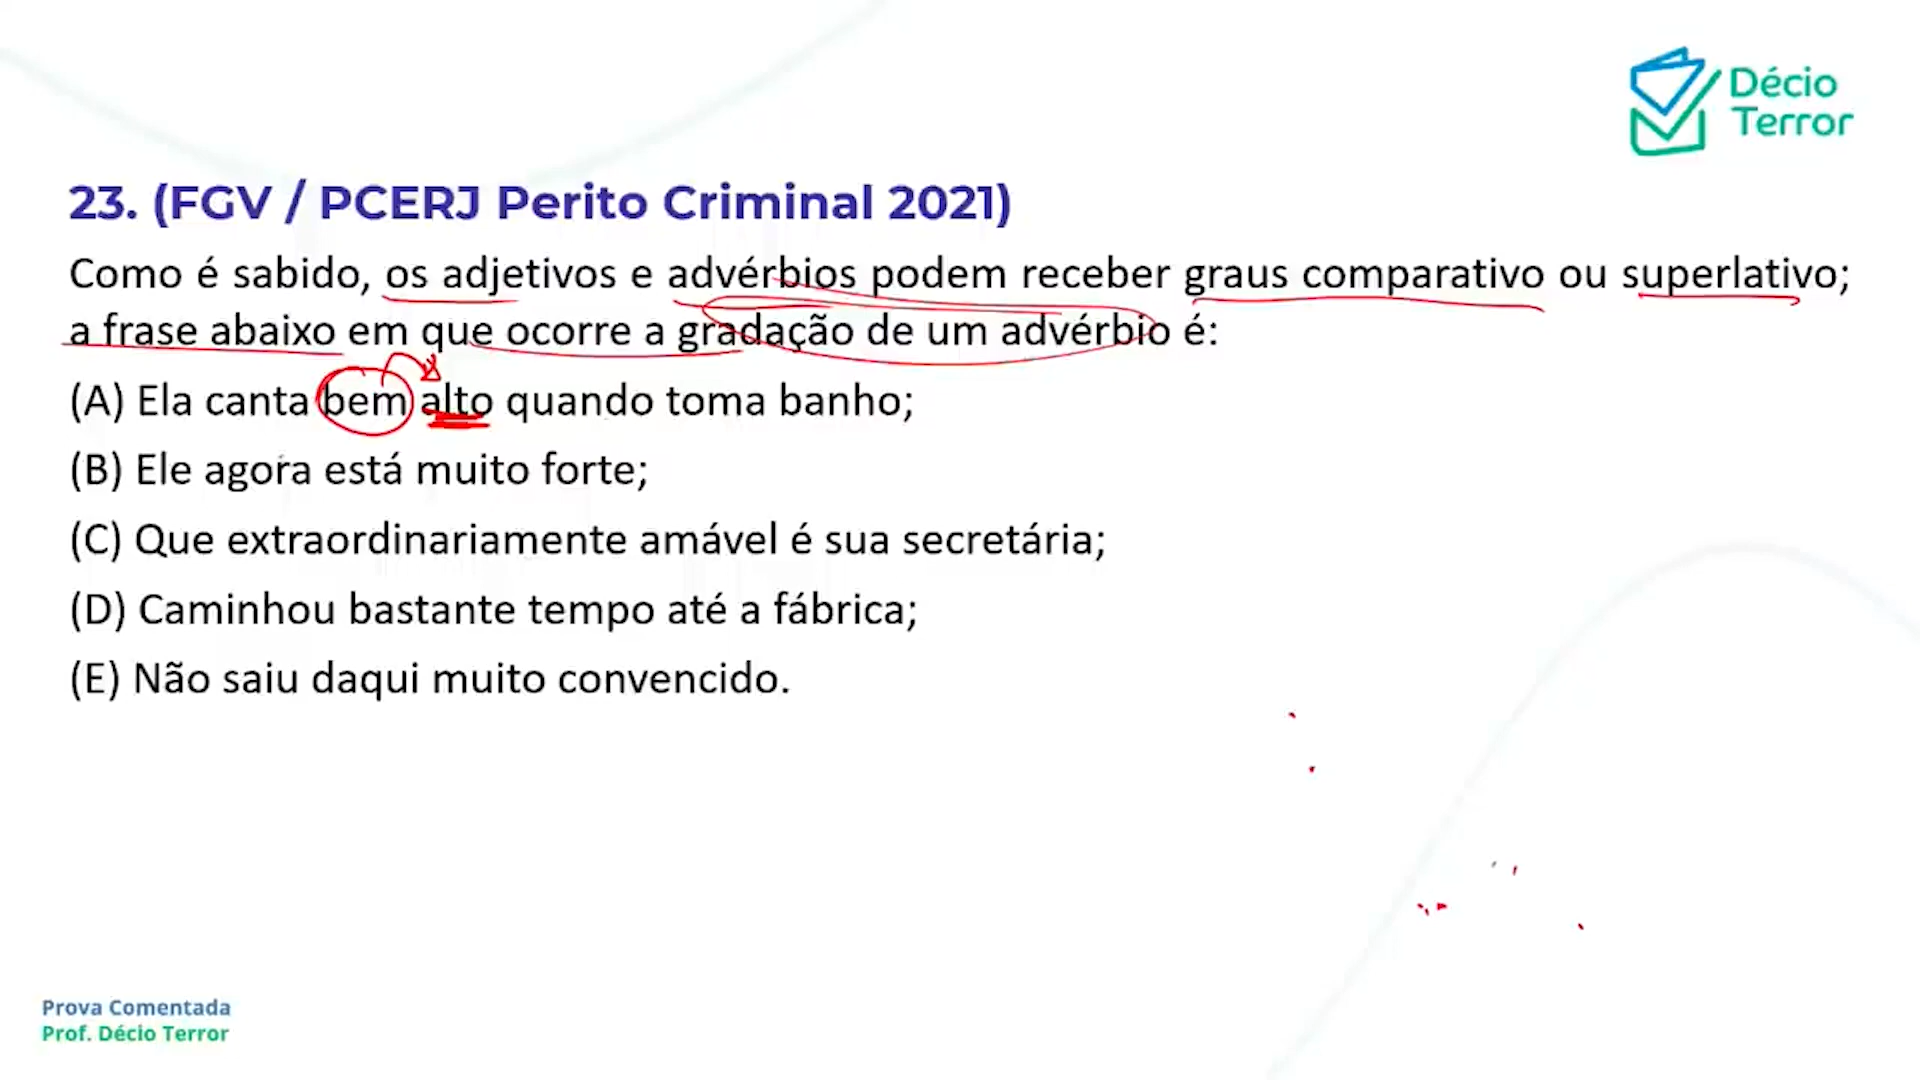 Décio
Terror
23. (FGV / PCERJ Perito Criminal 2021)
Como é sabido, os adjetivos e advérbios podem receber graus comparativo ou superlativo;
a frase abaixo em que ocorre a gradação de um advérbio é:
(A) Ela canta bem alto quando toma banho;
(B) Ele agora está muito forte;
(C) Que extraordinariamente amável é sua secretária;
(D) Caminhou bastante tempo até a fábrica;
(E) Não saiu daqui muito convencido.
Prova Comentada
Prof. Décio Terror